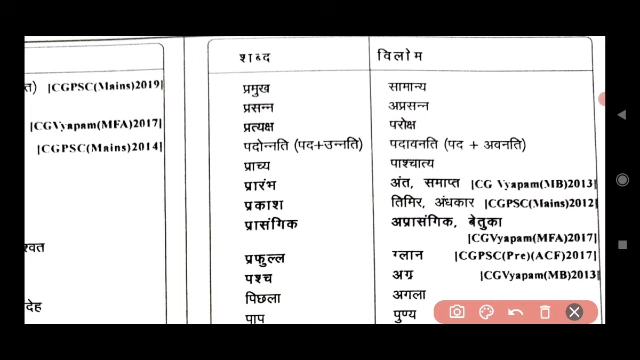 शब्द विलोम
त) |CGPSC(Mains)2019|
प्रमुख सामान्य
प्रसन्न अप्रसन्न
|CGVyapam(MFA)2017|
प्रत्यक्ष परोक्ष
|CGPSC(Mains)2014|
पदोन्नति (पद+उन्नति) पदावनति (पद + अवनति)
प्राच्य पाश्चात्य
प्रारंभ अंत, समाप्त |CG Vyapam(MB)2013|
प्रकाश तिमिर, अंधकार |CGPSC(Mains)2012|
प्रासंगिक अप्रासंगिक, बेतुका
|CGVyapam(MFA)2017|
श्वत
प्रफुल्ल ग्लान |CGPSC(Pre)(ACF)2017|
पश्च अग्र |CGVyapam(MB)2013|
पिछला अगला
देह
पाप पुण्य